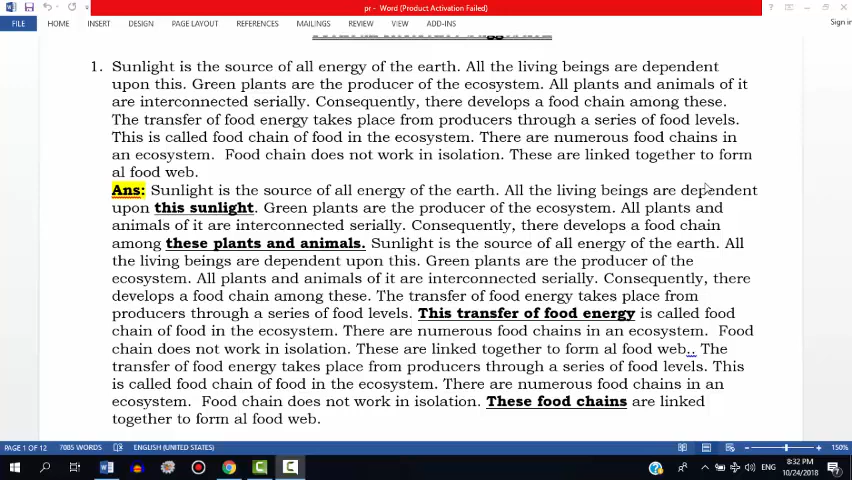 pr - Word (Product Activation Failed)
FILE HOME INSERT DESIGN PAGE LAYOUT REFERENCES MAILINGS REVIEW VIEW ADD-INS Sign in
1. Sunlight is the source of all energy of the earth. All the living beings are dependent
upon this. Green plants are the producer of the ecosystem. All plants and animals of it
are interconnected serially. Consequently, there develops a food chain among these.
The transfer of food energy takes place from producers through a series of food levels.
This is called food chain of food in the ecosystem. There are numerous food chains in
an ecosystem. Food chain does not work in isolation. These are linked together to form
al food web.
Ans: Sunlight is the source of all energy of the earth. All the living beings are dependent
upon this sunlight. Green plants are the producer of the ecosystem. All plants and
animals of it are interconnected serially. Consequently, there develops a food chain
among these plants and animals. Sunlight is the source of all energy of the earth. All
the living beings are dependent upon this. Green plants are the producer of the
ecosystem. All plants and animals of it are interconnected serially. Consequently, there
develops a food chain among these. The transfer of food energy takes place from
producers through a series of food levels. This transfer of food energy is called food
chain of food in the ecosystem. There are numerous food chains in an ecosystem. Food
chain does not work in isolation. These are linked together to form al food web.. The
transfer of food energy takes place from producers through a series of food levels. This
is called food chain of food in the ecosystem. There are numerous food chains in an
ecosystem. Food chain does not work in isolation. These food chains are linked
together to form al food web.
PAGE 1 OF 12 7085 WORDS ENGLISH (UNITED STATES) 150%
ENG 8:32 PM
10/24/2018